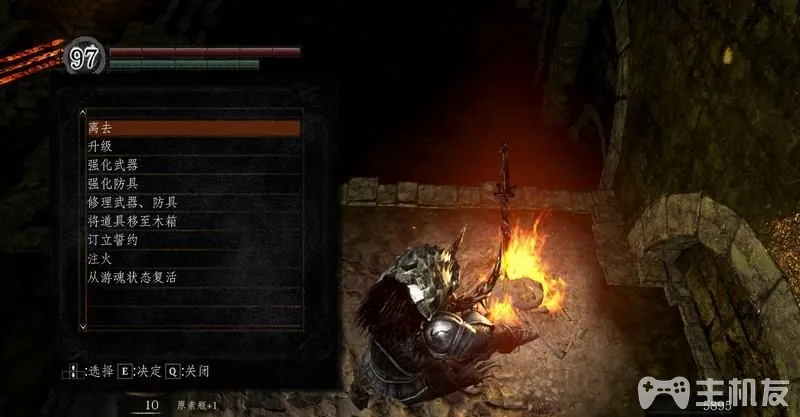 97
离去
升级
强化武器
强化防具
修理武器、防具
将道具移至木箱
订立誓约
注火
从游魂状态复活
:选择 E:决定 Q:关闭
10 原素瓶+1
5895
主机友